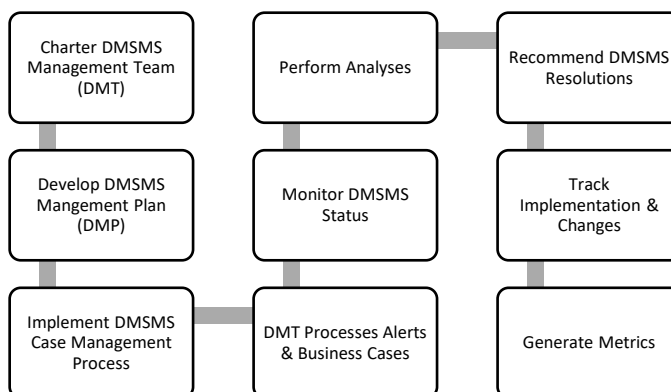 Charter DMSMS
Management Team
(DMT)
Develop DMSMS
Mangement Plan
(DMP)
Implement DMSMS
Case Management
Process
DMT Processes Alerts
& Business Cases
Monitor DMSMS
Status
Perform Analyses
Recommend DMSMS
Resolutions
Track
Implementation &
Changes
Generate Metrics